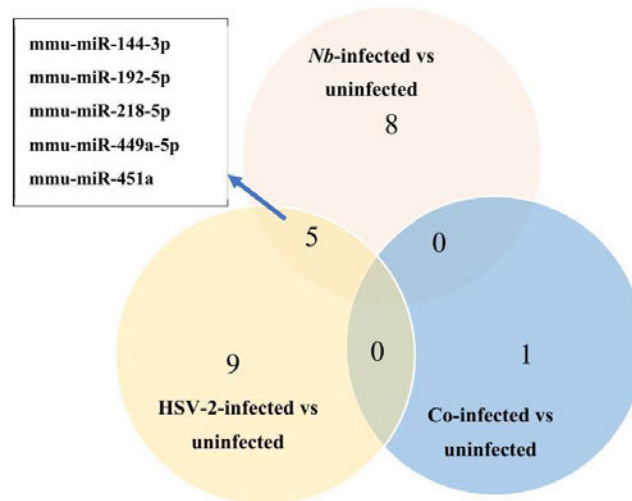 mmu-miR-144-3p
mmu-miR-192-5p
mmu-miR-218-5p
mmu-miR-449a-5p
mmu-miR-451a
Nb-infected vs
uninfected
8
5
0
9
0
1
HSV-2-infected vs
uninfected
Co-infected vs
uninfected